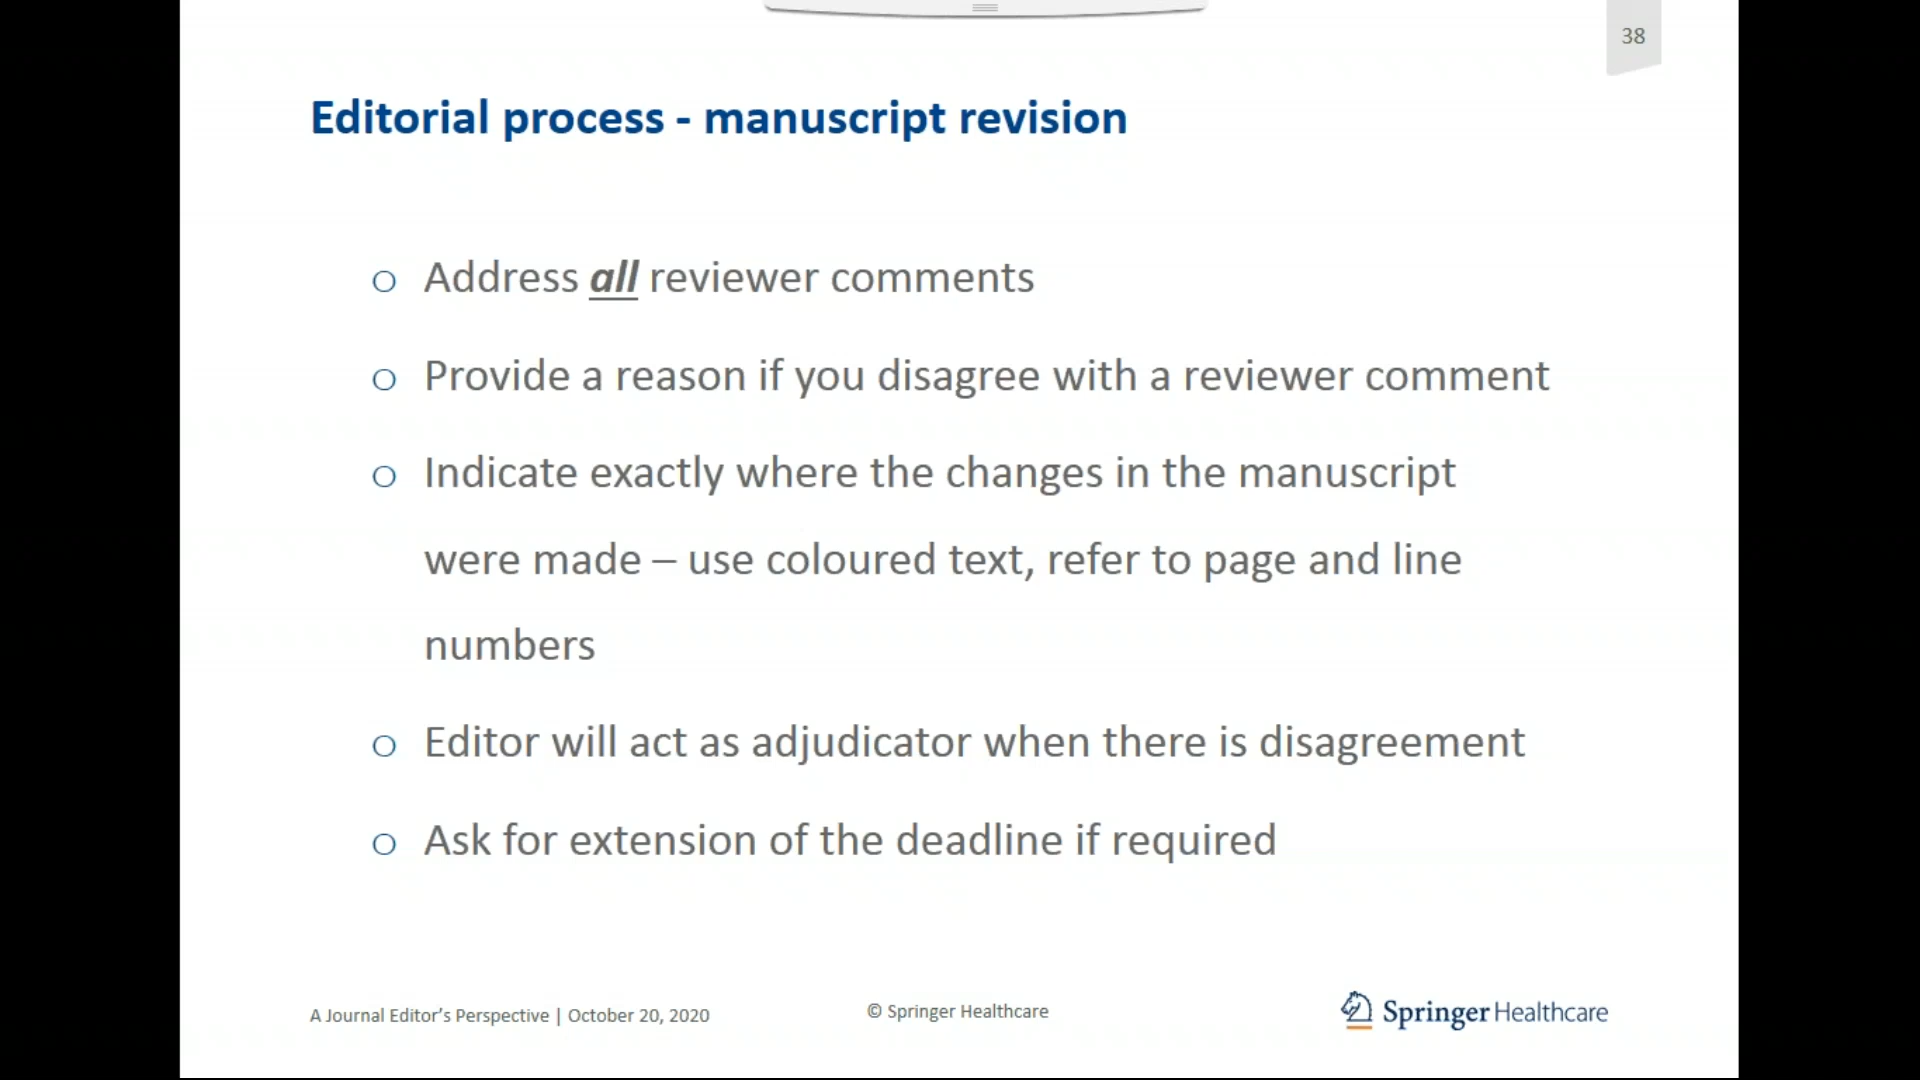 38
Editorial process - manuscript revision
o Address all reviewer comments
o Provide a reason if you disagree with a reviewer comment
o Indicate exactly where the changes in the manuscript
were made – use coloured text, refer to page and line
numbers
o Editor will act as adjudicator when there is disagreement
o Ask for extension of the deadline if required
A Journal Editor's Perspective | October 20, 2020
© Springer Healthcare
Springer Healthcare